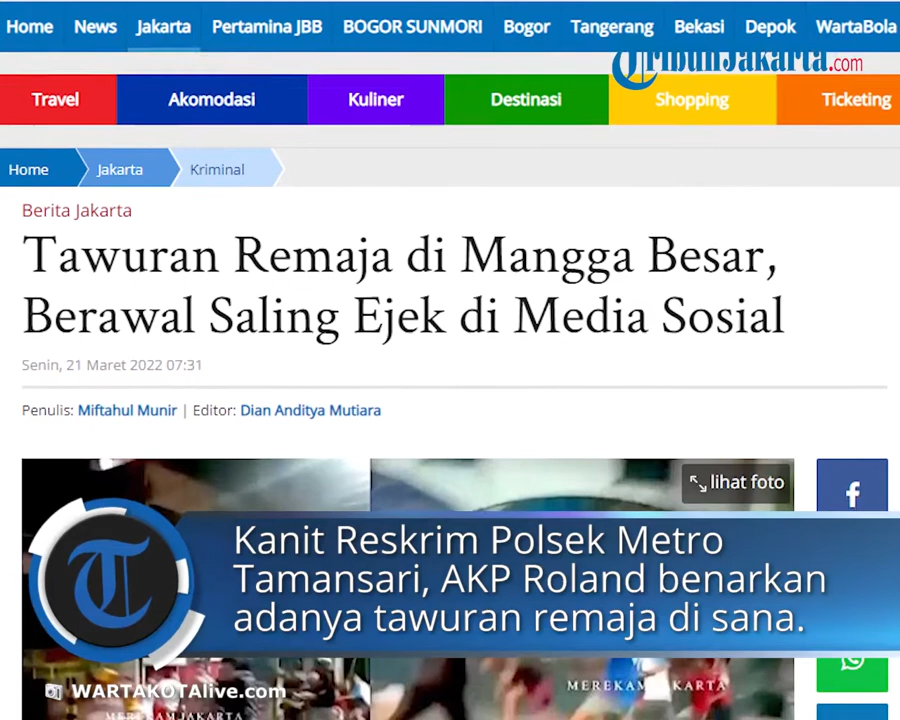 Home News Jakarta Pertamina JBB BOGOR SUNMORI Bogor Tangerang Bekasi Depok WartaBola
TribunJakarta.com
Travel Akomodasi Kuliner Destinasi Shopping Ticketing
Home Jakarta Kriminal
Berita Jakarta
Tawuran Remaja di Mangga Besar,
Berawal Saling Ejek di Media Sosial
Senin, 21 Maret 2022 07:31
Penulis: Miftahul Munir | Editor: Dian Anditya Mutiara
lihat foto
f
Kanit Reskrim Polsek Metro
Tamansari, AKP Roland benarkan
adanya tawuran remaja di sana.
T
WARTAKOTAlive.com
MEREKAMJAKARTA
MEREKAMJAKARTA